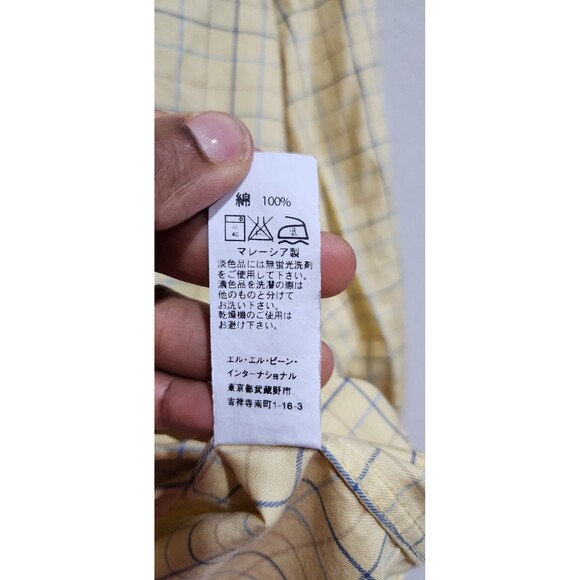 綿 100%
40
マレーシア製
淡色品には無蛍光洗剤
をご使用して下さい。
濃色品を洗濯の際は
他のものと分けて
お洗い下さい。
乾燥機のご使用は
お避け下さい。
エル・エル・ビーン・
インターナショナル
東京都武蔵野市
吉祥寺南町1-16-3